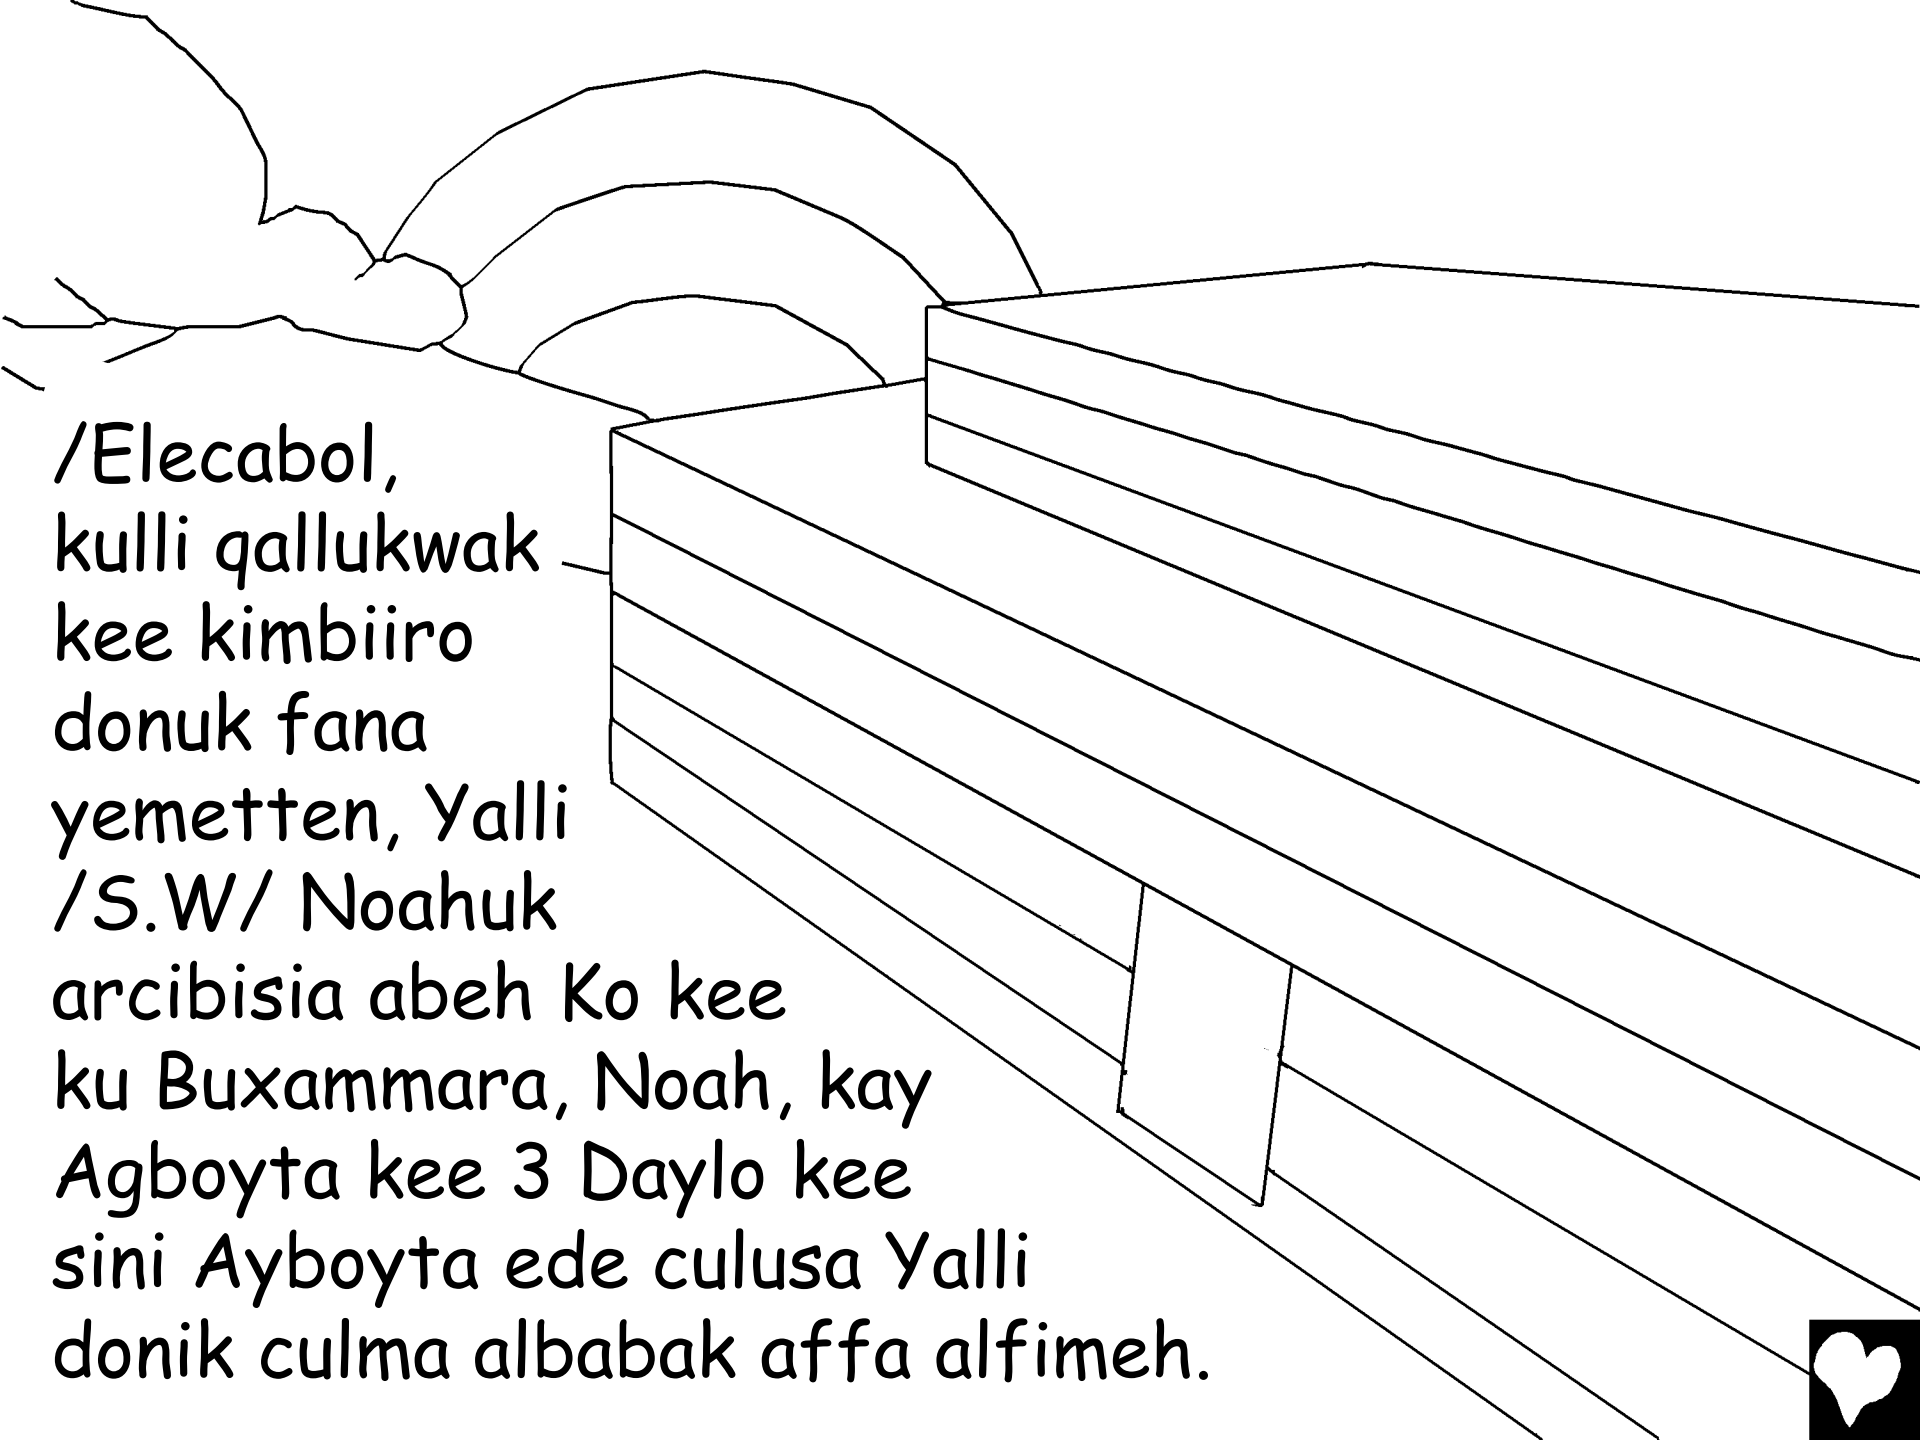 /Elecabol,
kulli qallukwak
kee kimbiiro
donuk fana
yemetten, Yalli
/S.W/ Noahuk
arcibisia abeh Ko kee
ku Buxammara, Noah, kay
Agboyta kee 3 Daylo kee
sini Ayboyta ede culusa Yalli
donik culma albabak affa alfimeh.